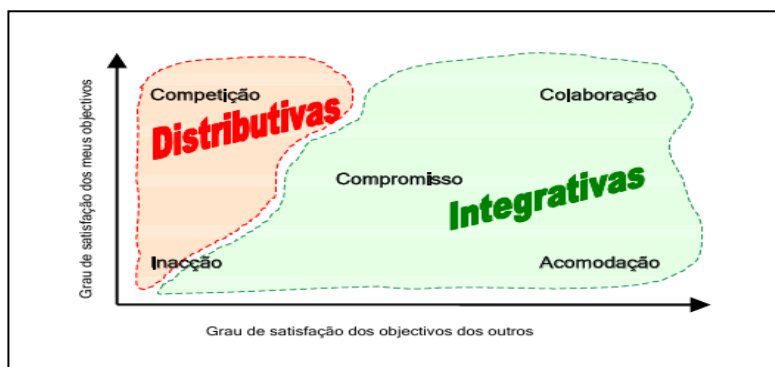 Grau de satisfação dos meus objectivos
Competição
Colaboração
Distributivas
Compromisso
Integrativas
Inacção
Acomodação
Grau de satisfação dos objectivos dos outros